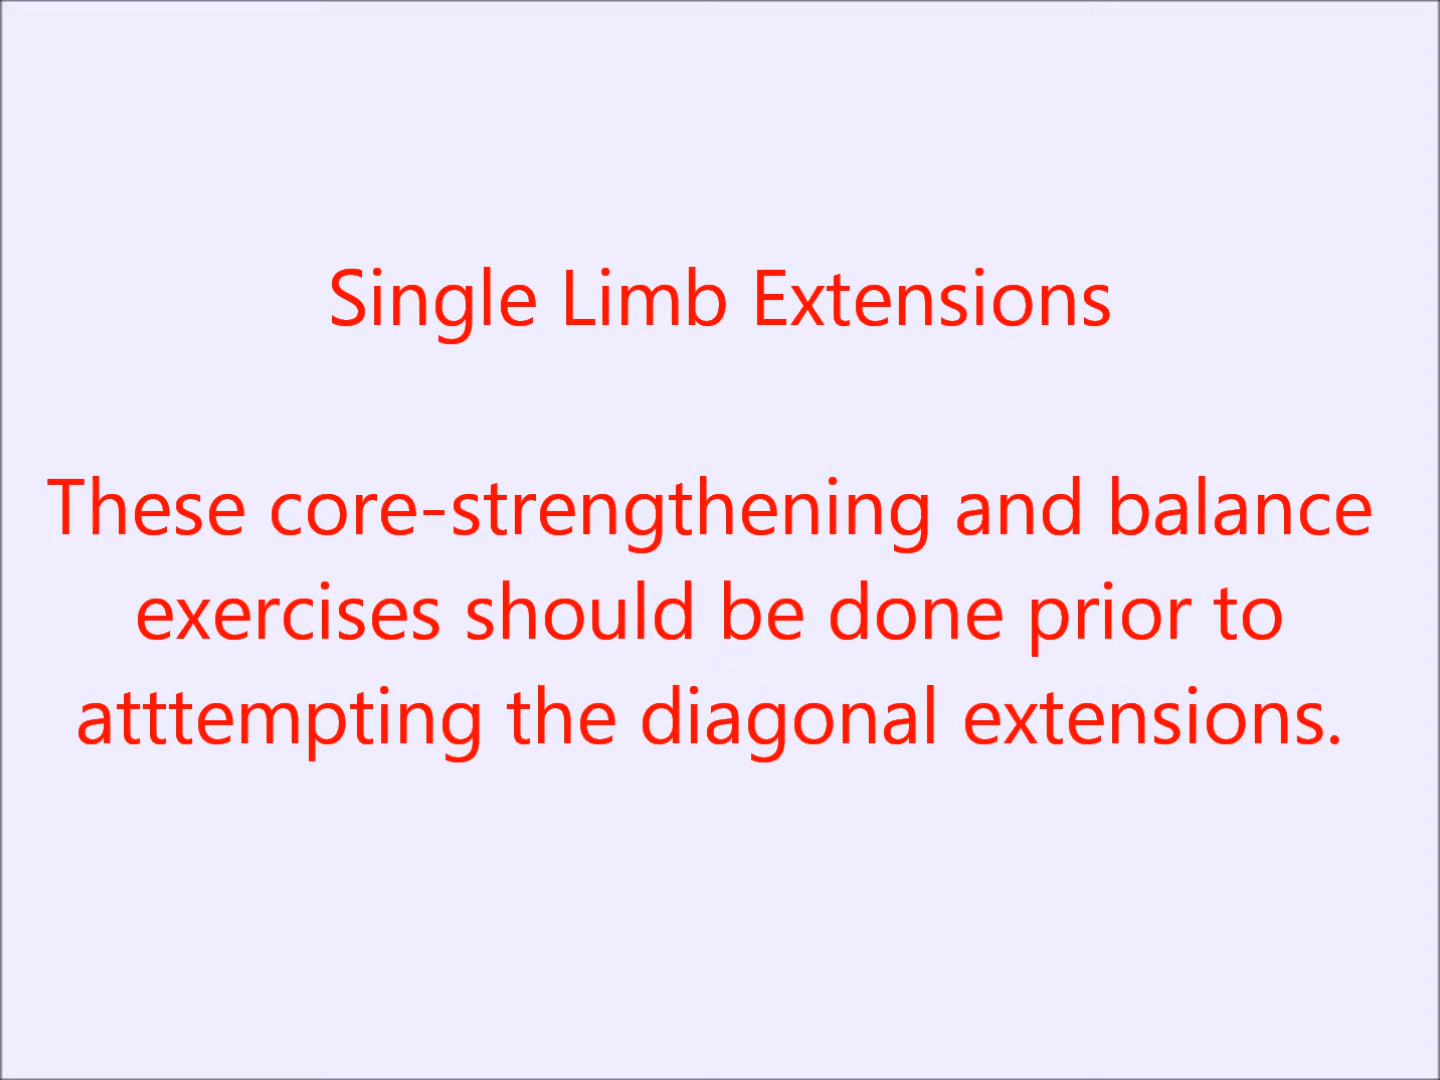 Single Limb Extensions
These core-strengthening and balance
exercises should be done prior to
atttempting the diagonal extensions.